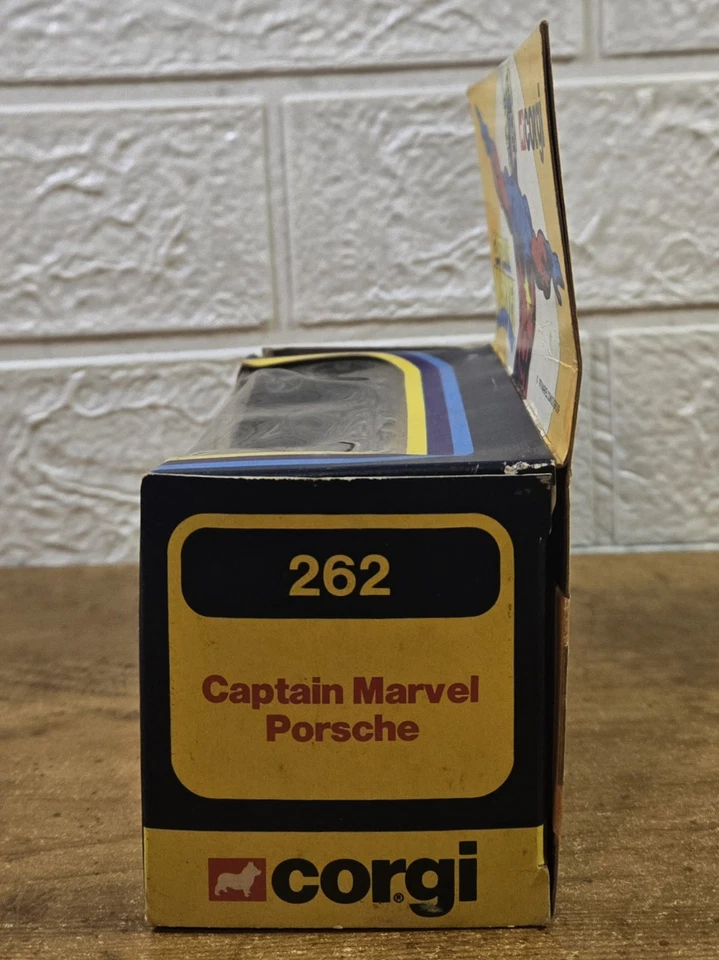 corgi
262
Captain Marvel
Porsche
corgi®